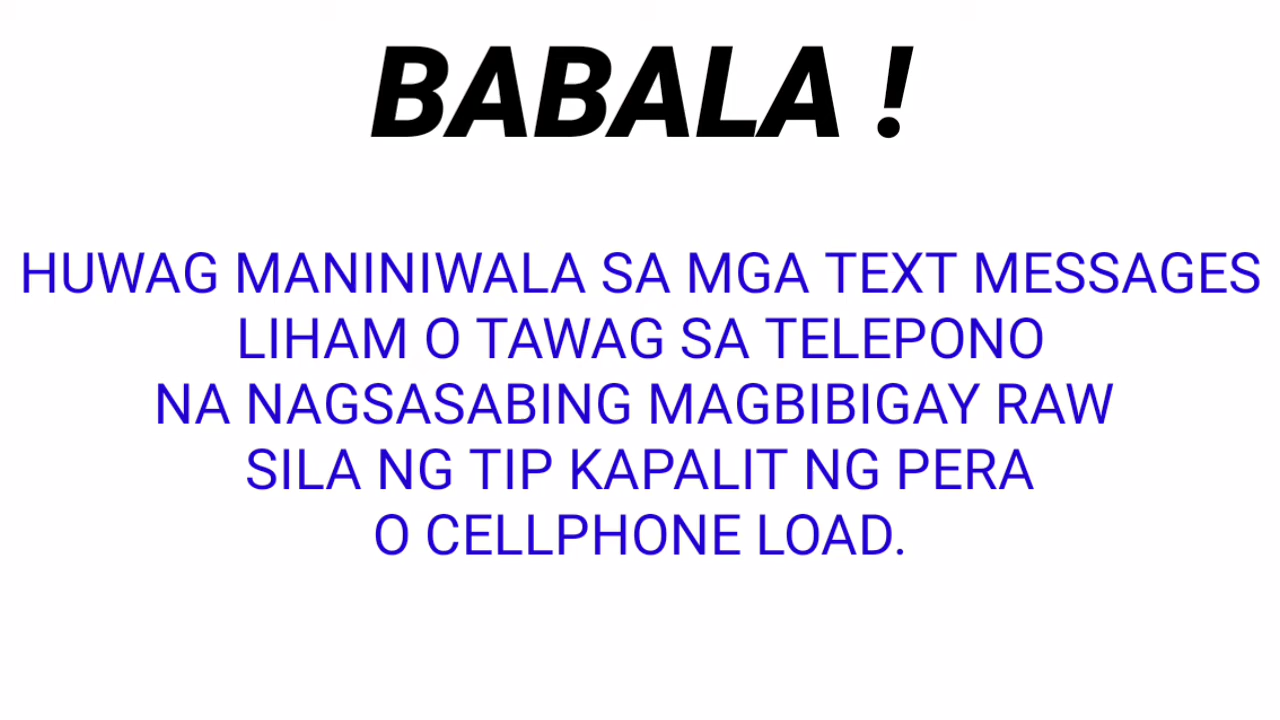 BABALA !
HUWAG MANINIWALA SA MGA TEXT MESSAGES
LIHAM O TAWAG SA TELEPONO
NA NAGSASABING MAGBIBIGAY RAW
SILA NG TIP KAPALIT NG PERA
O CELLPHONE LOAD.